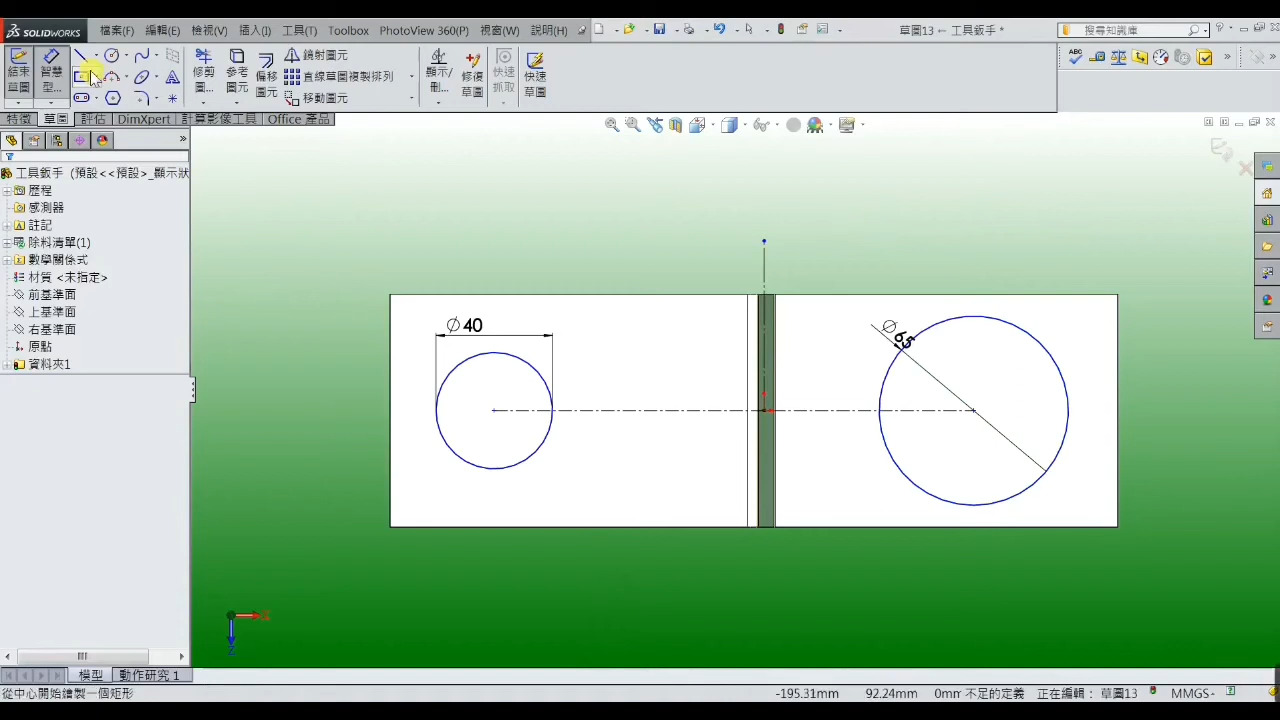 SOLIDWORKS 檔案(F) 編輯(E) 檢視(V) 插入(I) 工具(T) Toolbox PhotoView 360(P) 視窗(W) 說明(H) 草圖13 ← 工具鈑手 * 搜尋知識庫
結束草圖 智慧型... 修剪圖... 參考圖元 偏移圖元 鏡射圖元 直線草圖複製排列 移動圖元 顯示/刪... 修復草圖 快速抓取 快速草圖
特徵 草圖 評估 DimXpert 計算影像工具 Office 產品
工具鈑手 (預設<<預設>_顯示狀
歷程
感測器
註記
除料清單(1)
數學關係式
材質 <未指定>
前基準面
上基準面
右基準面
原點
資料夾1
∅40
∅65
X
Z
模型 動作研究 1
從中心開始繪製一個矩形 -195.31mm 92.24mm 0mm 不足的定義 正在編輯： 草圖13 MMGS